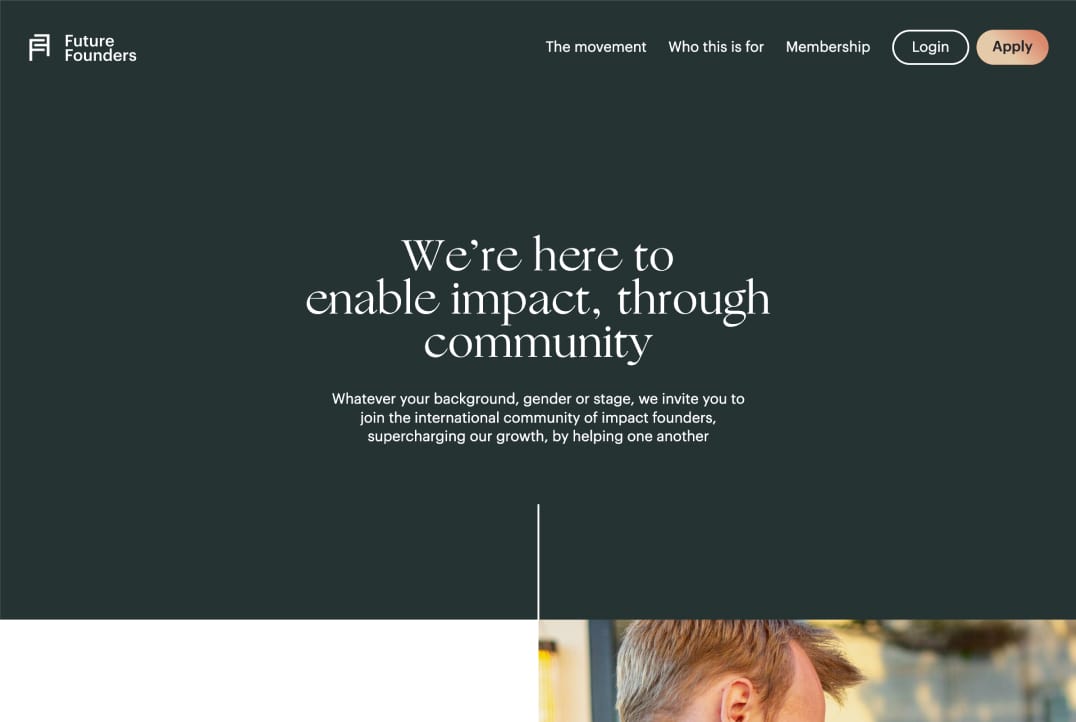 Future
Founders
The movement
Who this is for
Membership
Login
Apply
We’re here to
enable impact, through
community
Whatever your background, gender or stage, we invite you to
join the international community of impact founders,
supercharging our growth, by helping one another